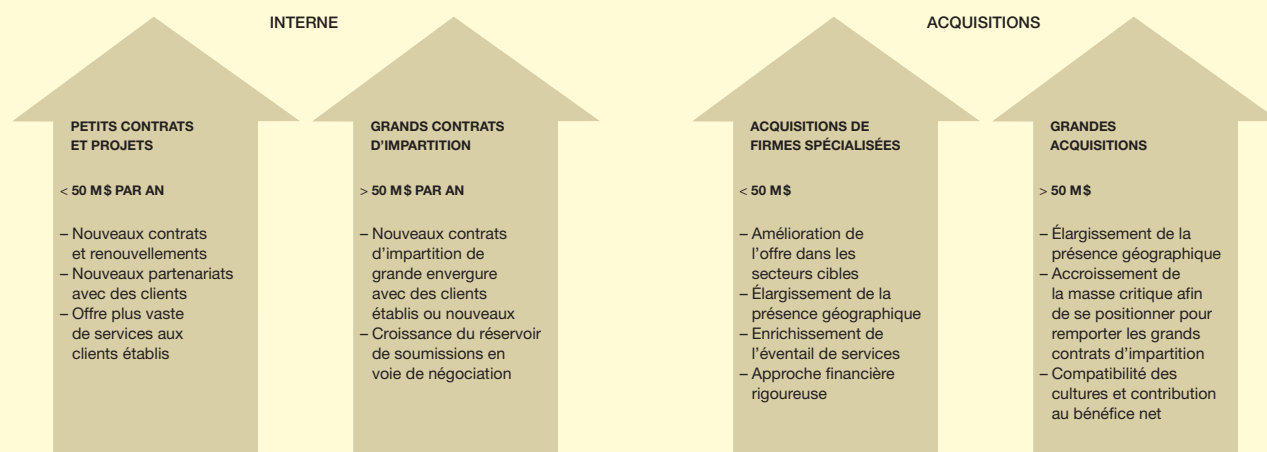 INTERNE
PETITS CONTRATS
ET PROJETS
< 50 M$ PAR AN
– Nouveaux contrats
et renouvellements
– Nouveaux partenariats
avec des clients
– Offre plus vaste
de services aux
clients établis
GRANDS CONTRATS
D’IMPARTITION
> 50 M$ PAR AN
– Nouveaux contrats
d’impartition de
grande envergure
avec des clients
établis ou nouveaux
– Croissance du réservoir
de soumissions en
voie de négociation
ACQUISITIONS
ACQUISITIONS DE
FIRMES SPÉCIALISÉES
< 50 M$
– Amélioration de
l’offre dans les
secteurs cibles
– Élargissement de la
présence géographique
– Enrichissement de
l’éventail de services
– Approche financière
rigoureuse
GRANDES
ACQUISITIONS
> 50 M$
– Élargissement de la
présence géographique
– Accroissement de
la masse critique afin
de se positionner pour
remporter les grands
contrats d’impartition
– Compatibilité des
cultures et contribution
au bénéfice net